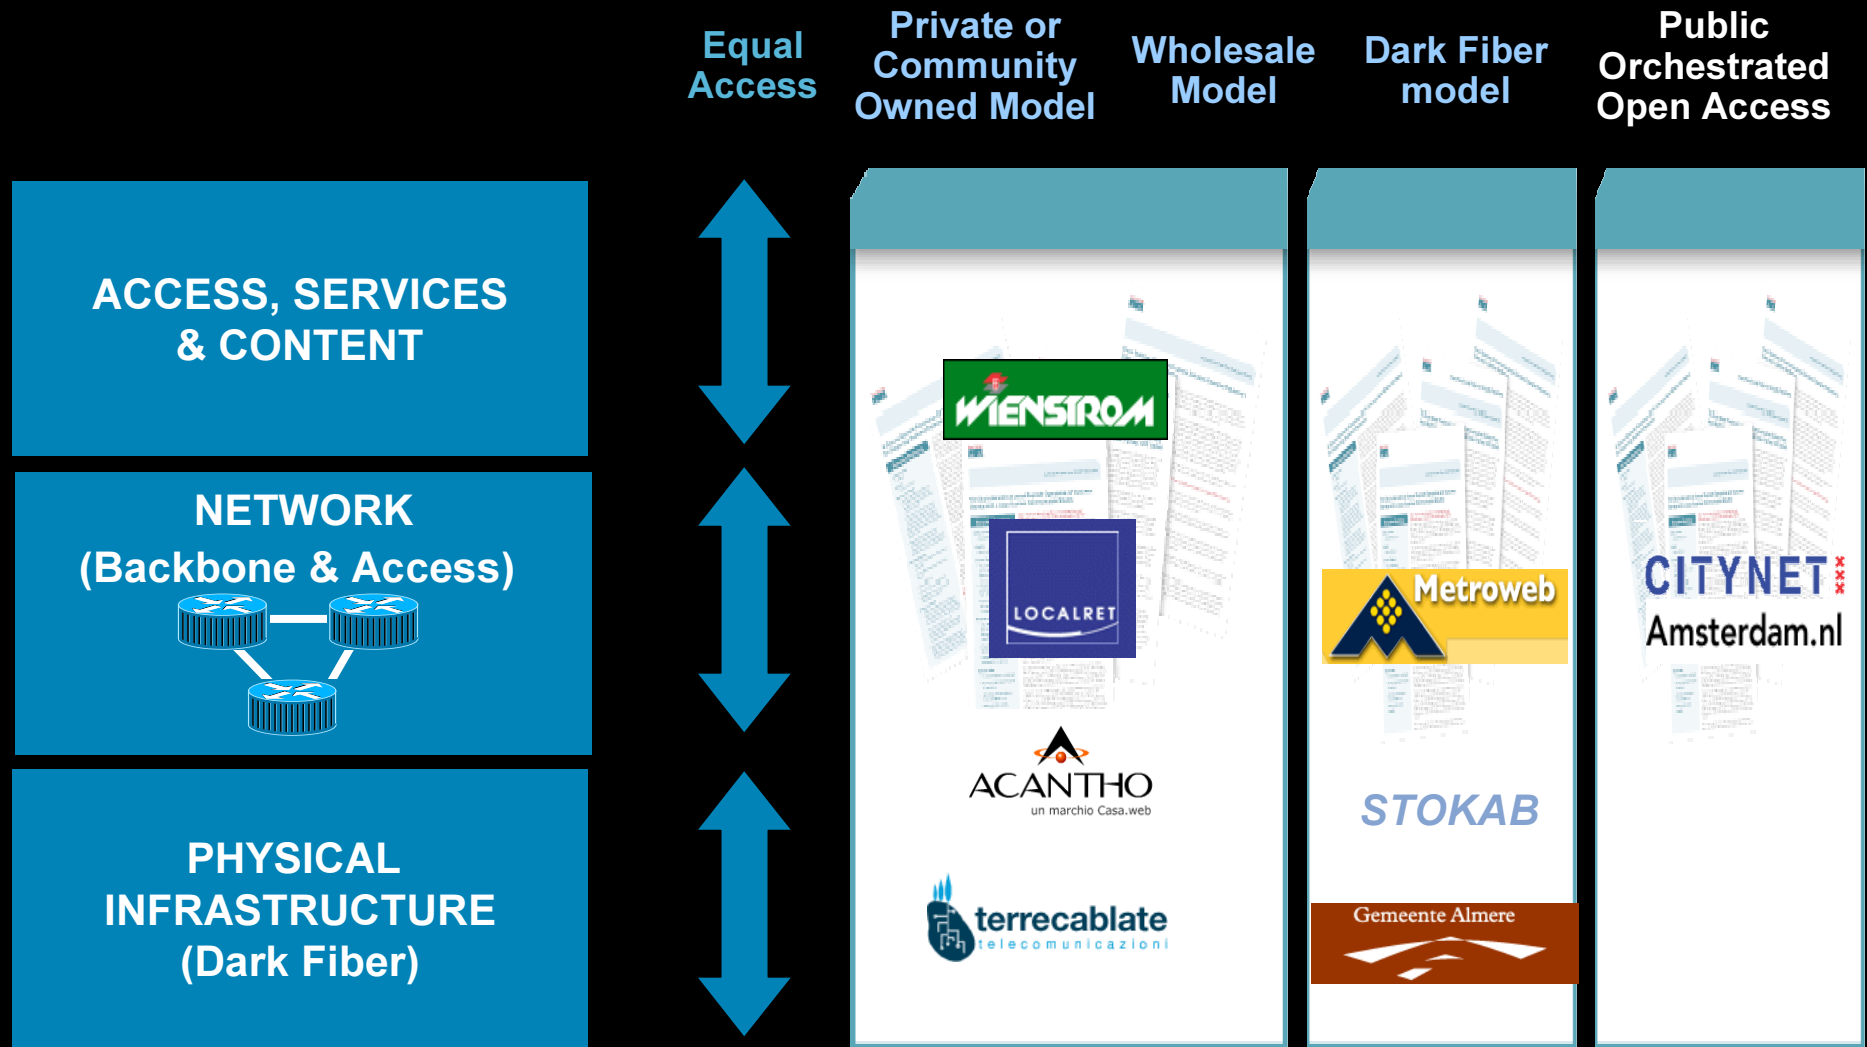 Equal
Access
Private or
Community
Owned Model
Wholesale
Model
Dark Fiber
model
Public
Orchestrated
Open Access
ACCESS, SERVICES
& CONTENT
NETWORK
(Backbone & Access)
PHYSICAL
INFRASTRUCTURE
(Dark Fiber)
WIENSTROM
LOCALRET
ACANTHO
un marchio Casa.web
terrecablate
telecomunicazioni
Metroweb
STOKAB
Gemeente Almere
CITYNET
Amsterdam.nl